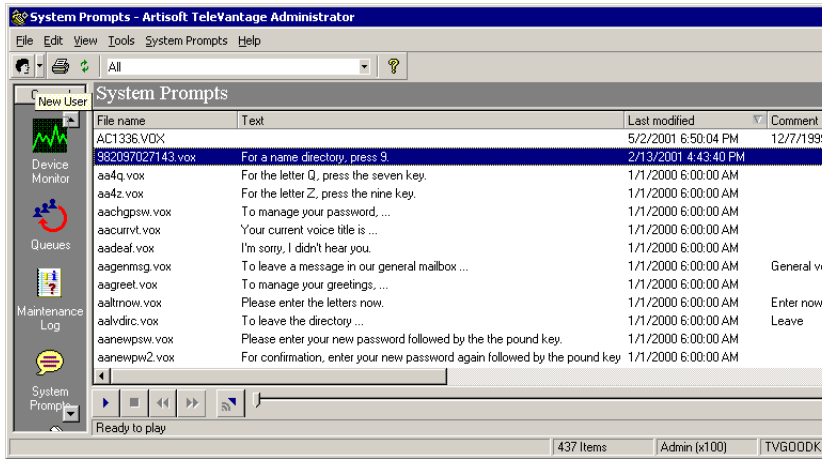 System Prompts - Artisoft TeleVantage Administrator
File Edit View Tools System Prompts Help
All
New User
System Prompts
File name Text Last modified Comment
AC1336.VOX 5/2/2001 6:50:04 PM 12/7/199
982097027143.vox For a name directory, press 9. 2/13/2001 4:43:40 PM
aa4q.vox For the letter Q, press the seven key. 1/1/2000 6:00:00 AM
aa4z.vox For the letter Z, press the nine key. 1/1/2000 6:00:00 AM
aachgpsw.vox To manage your password, ... 1/1/2000 6:00:00 AM
aacurrvt.vox Your current voice title is ... 1/1/2000 6:00:00 AM
aadeaf.vox I'm sorry, I didn't hear you. 1/1/2000 6:00:00 AM
aagenmsg.vox To leave a message in our general mailbox ... 1/1/2000 6:00:00 AM General v
aagreet.vox To manage your greetings, ... 1/1/2000 6:00:00 AM
aaltrnow.vox Please enter the letters now. 1/1/2000 6:00:00 AM Enter now
aalvdirc.vox To leave the directory ... 1/1/2000 6:00:00 AM Leave
aanewpsw.vox Please enter your new password followed by the the pound key. 1/1/2000 6:00:00 AM
aanewpw2.vox For confirmation, enter your new password again followed by the pound key 1/1/2000 6:00:00 AM
Device
Monitor
Queues
Maintenance
Log
System
Prompts
Ready to play
437 Items Admin (x100) TVGOODK